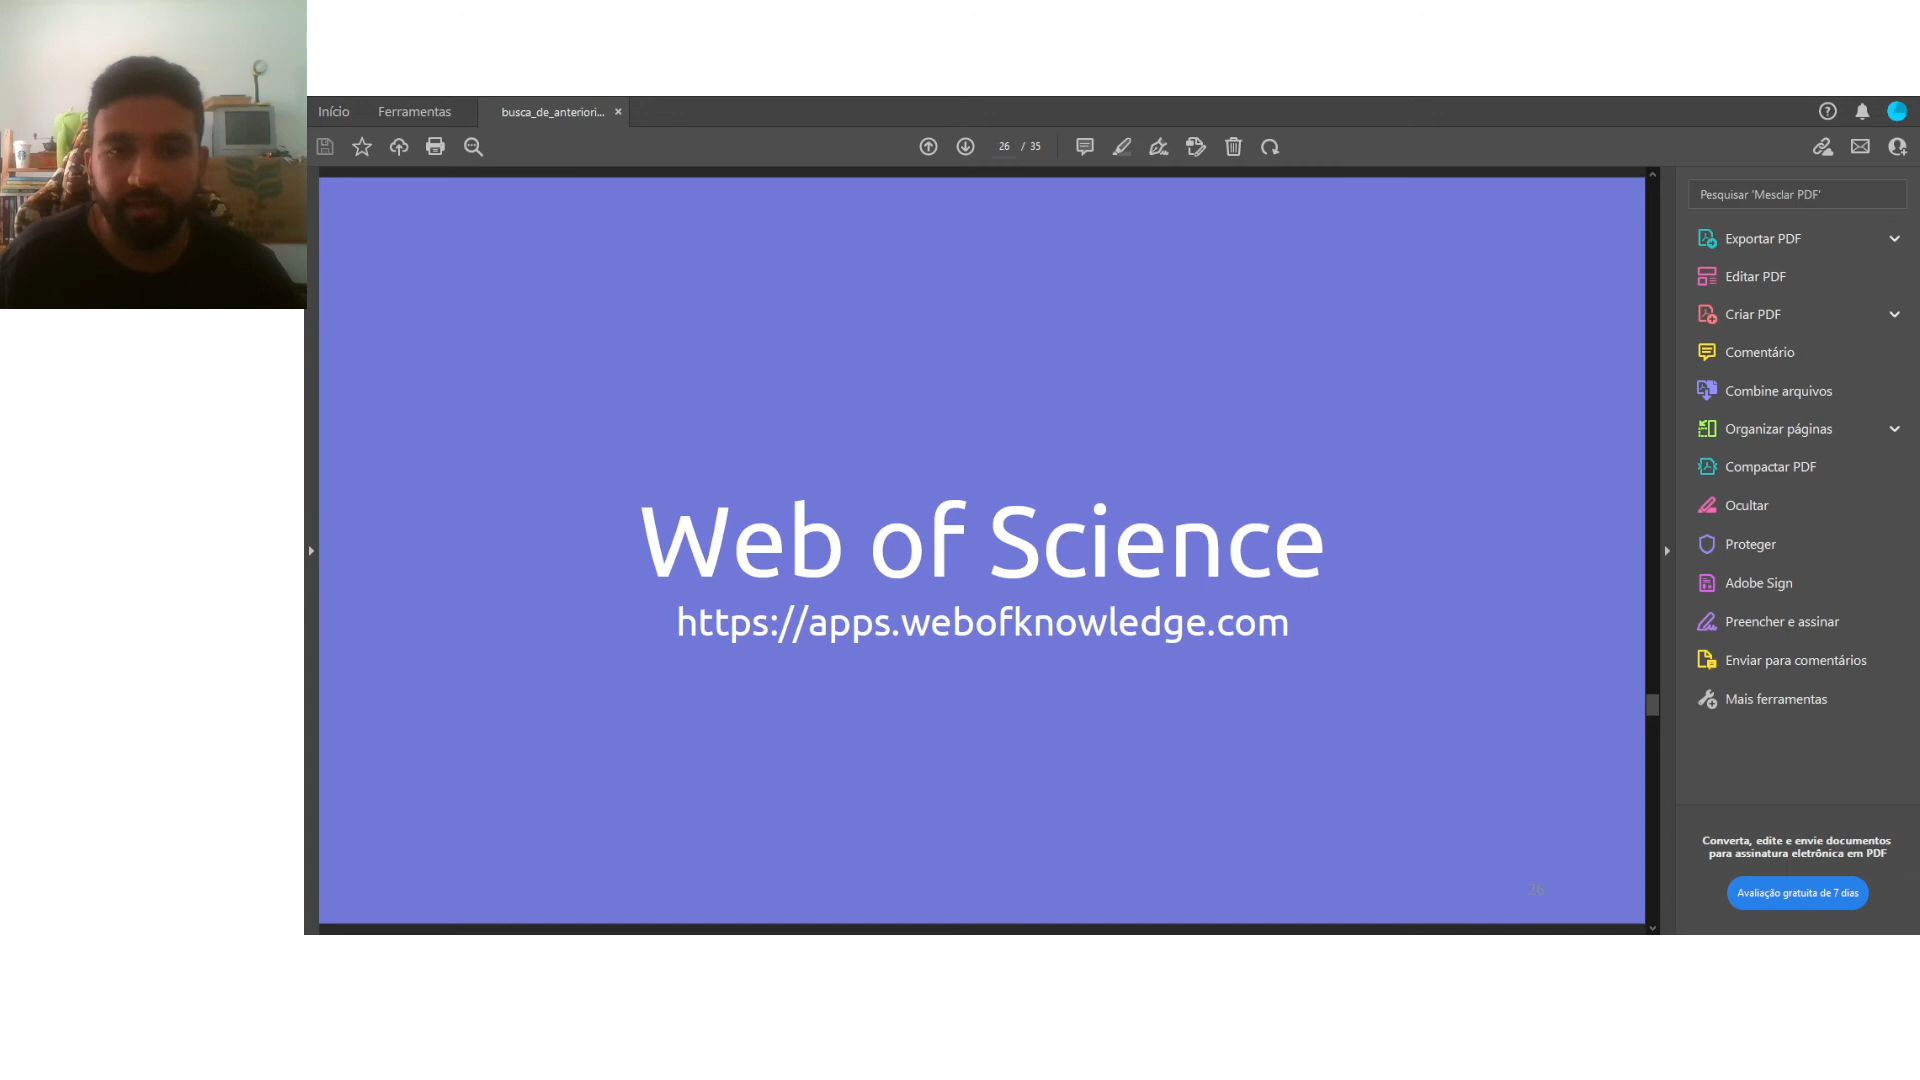 Início Ferramentas busca_de_anteriori... ×
26 / 35
Web of Science
https://apps.webofknowledge.com
26
Pesquisar 'Mesclar PDF'
Exportar PDF
Editar PDF
Criar PDF
Comentário
Combine arquivos
Organizar páginas
Compactar PDF
Ocultar
Proteger
Adobe Sign
Preencher e assinar
Enviar para comentários
Mais ferramentas
Converta, edite e envie documentos
para assinatura eletrônica em PDF
Avaliação gratuita de 7 dias